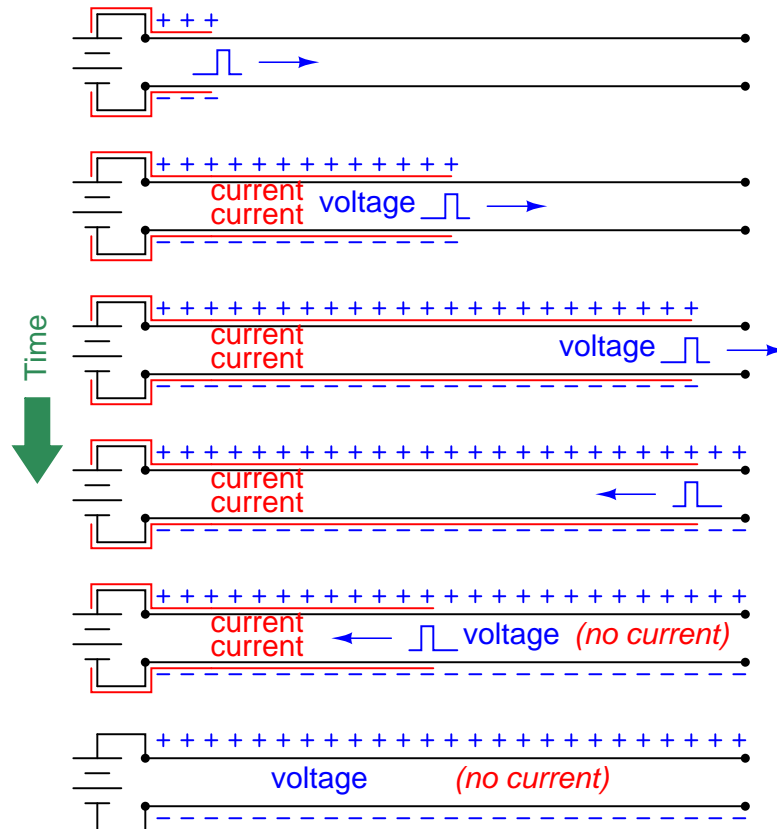 + + +
− − −
+ + + + + + + + + + + + +
current
current voltage
− − − − − − − − − − − − −
+ + + + + + + + + + + + + + + + + + + + + + +
current
current
voltage
− − − − − − − − − − − − − − − − − − − − − − −
Time
+ + + + + + + + + + + + + + + + + + + + + + + + +
current
current
− − − − − − − − − − − − − − − − − − − − − − − − −
+ + + + + + + + + + + + + + + + + + + + + + + + +
current
current voltage (no current)
− − − − − − − − − − − − − − − − − − − − − − − − −
+ + + + + + + + + + + + + + + + + + + + + + + + +
voltage (no current)
− − − − − − − − − − − − − − − − − − − − − − − − −